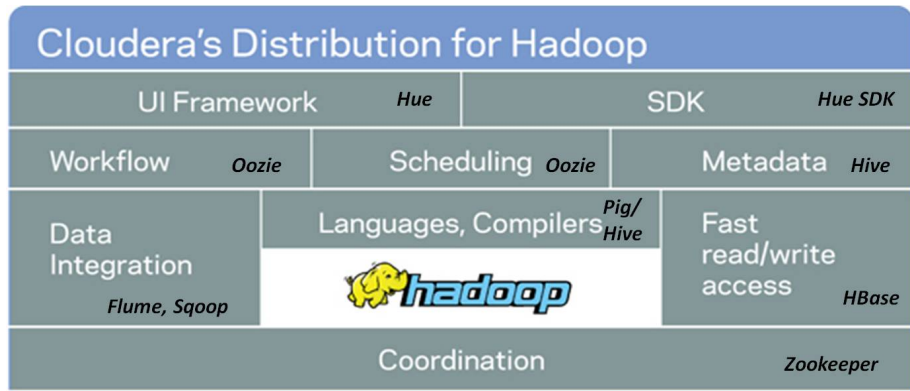 Cloudera's Distribution for Hadoop
UI Framework Hue
SDK Hue SDK
Workflow Oozie
Scheduling Oozie
Metadata Hive
Data
Integration
Flume, Sqoop
Languages, Compilers Pig/
Hive
hadoop
Fast
read/write
access
HBase
Coordination Zookeeper